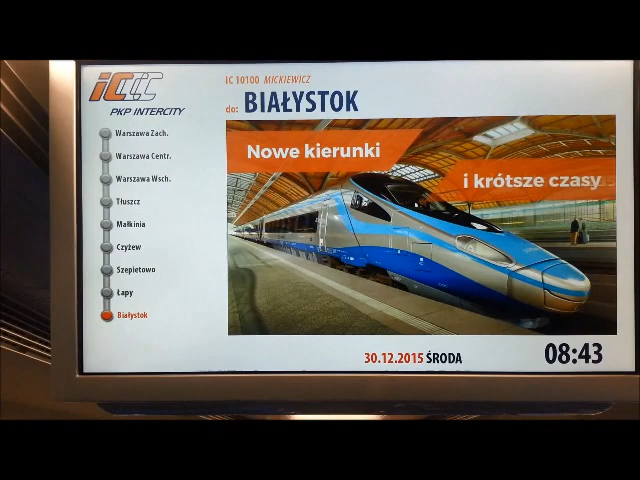 iC
PKP INTERCITY
IC 10100 MICKIEWICZ
do: BIAŁYSTOK
Warszawa Zach.
Warszawa Centr.
Warszawa Wsch.
Tłuszcz
Małkinia
Czyżew
Szepietowo
Łapy
Białystok
Nowe kierunki
i krótsze czasy
30.12.2015 ŚRODA
08:43